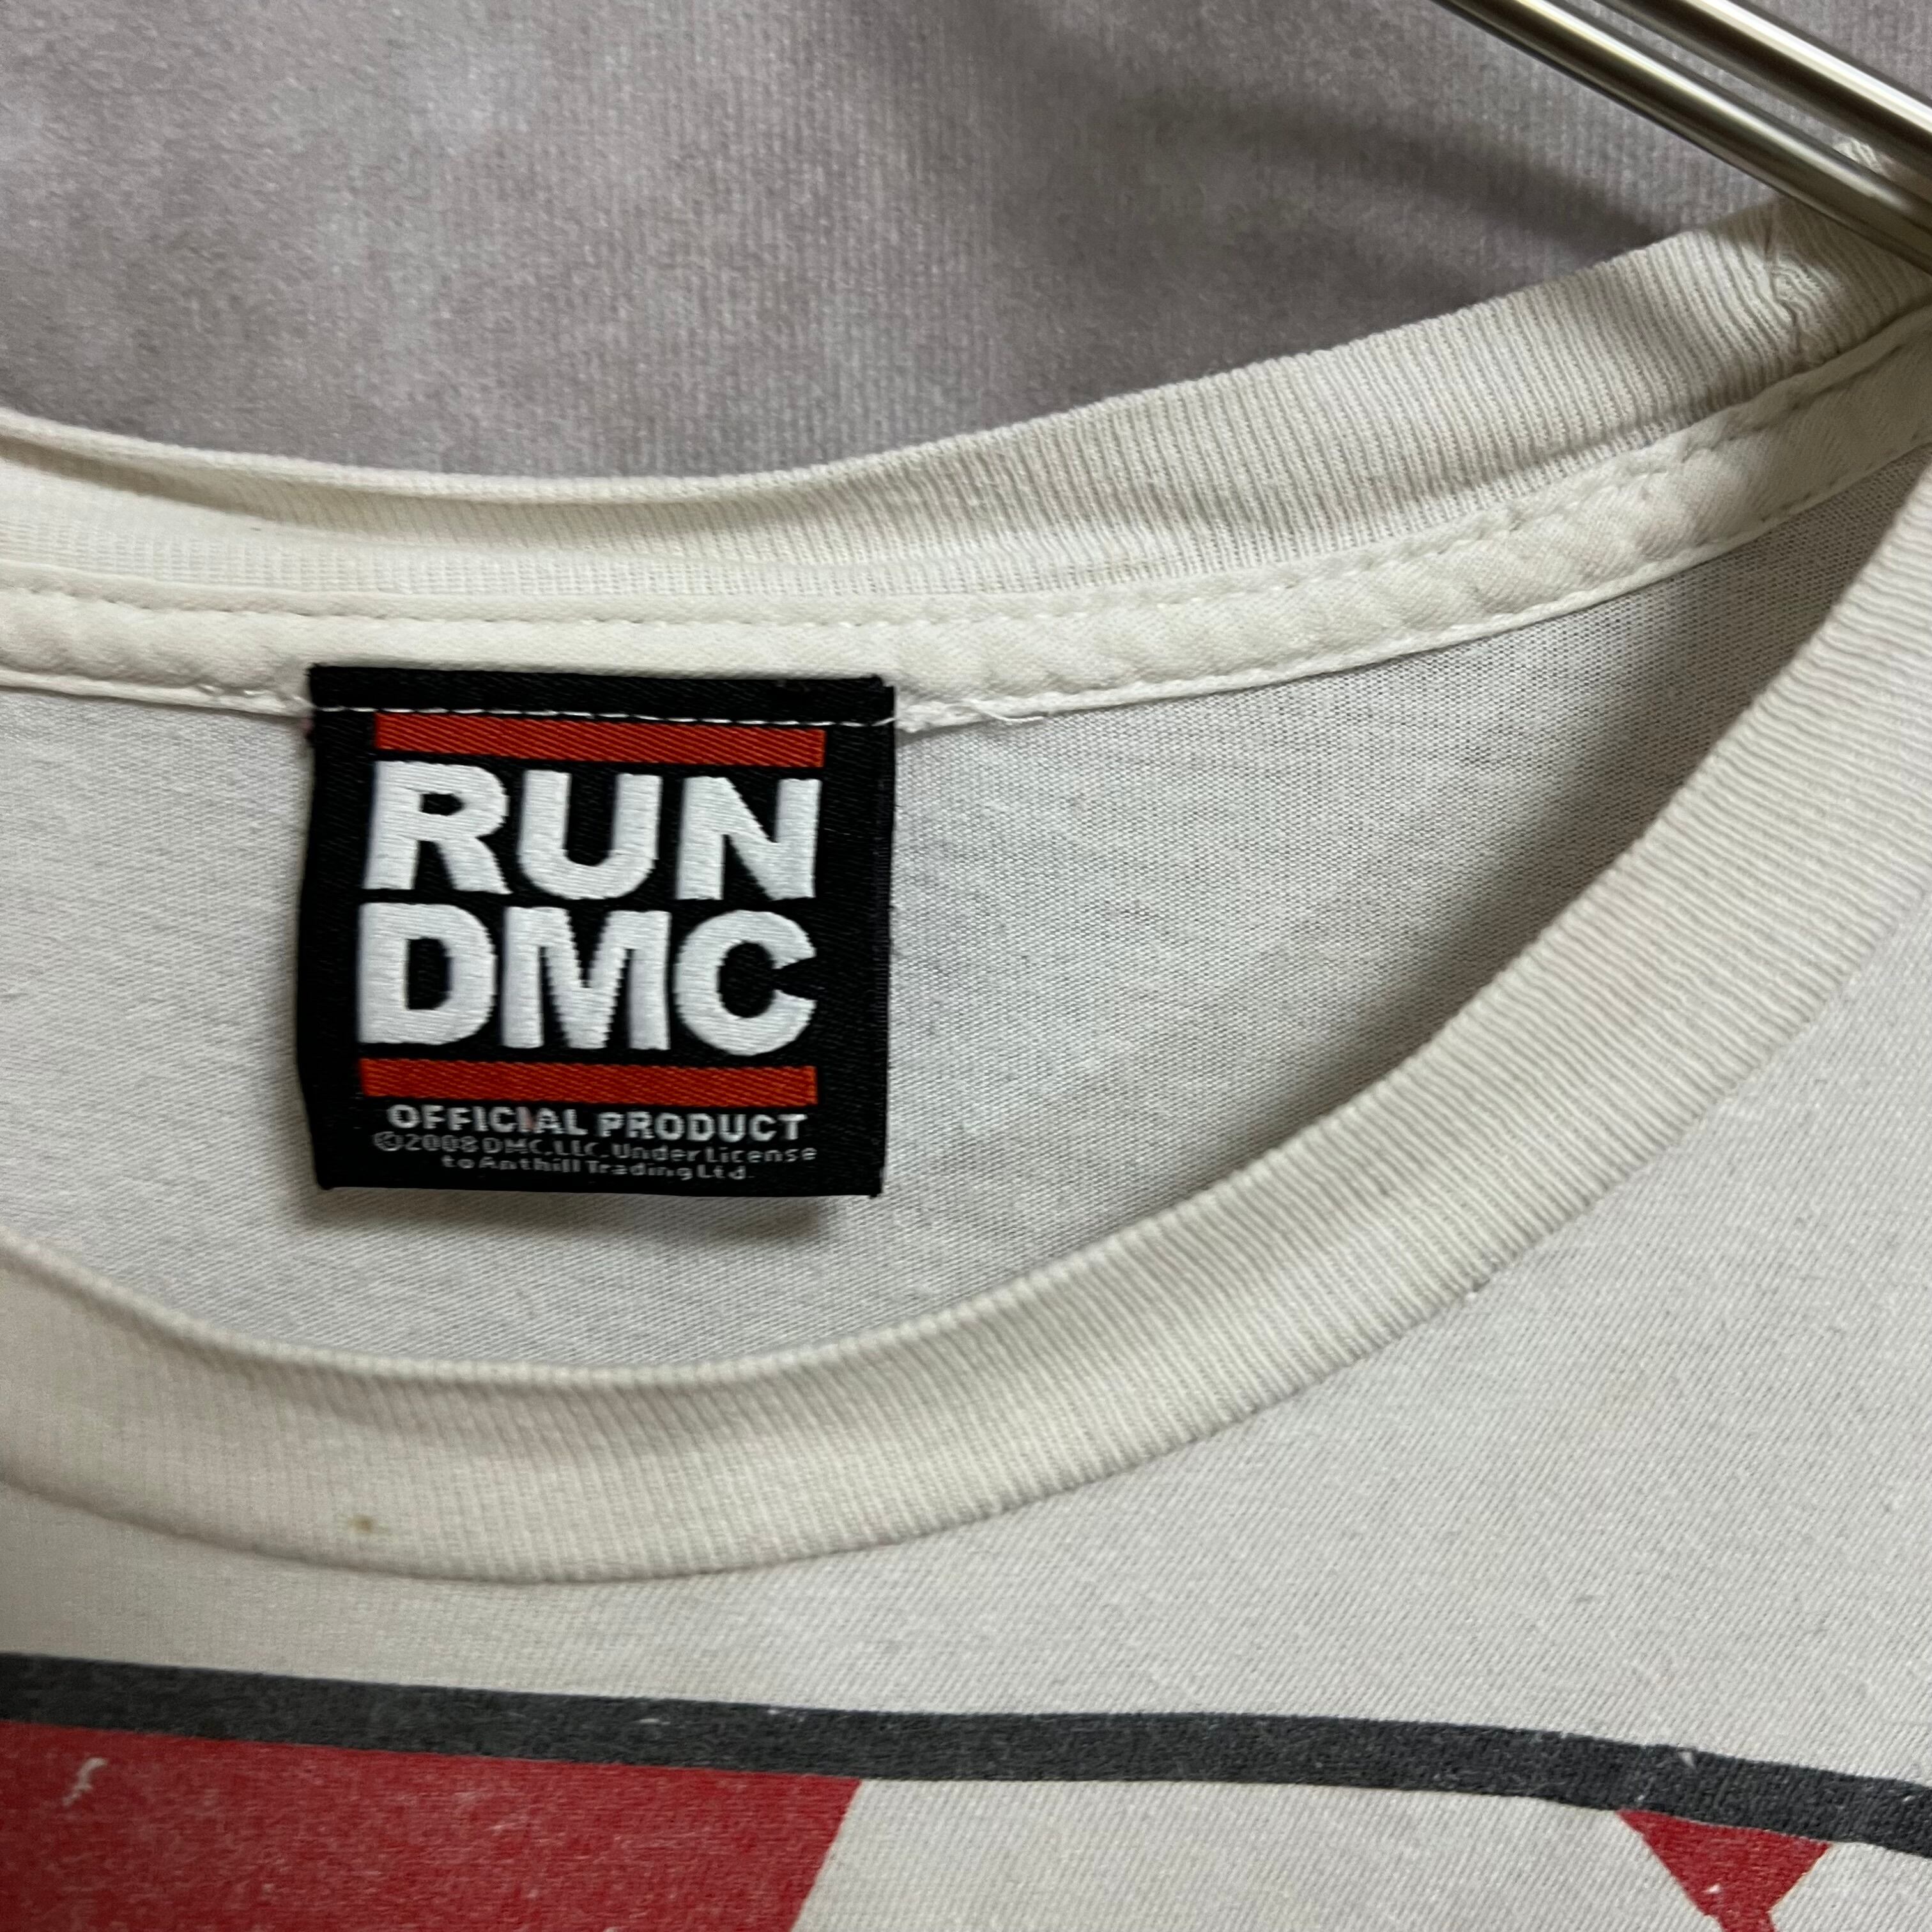 RUN
DMC
OFFICIAL PRODUCT
©2008 DMC, LLC. Under License
to Anthill Trading Ltd.